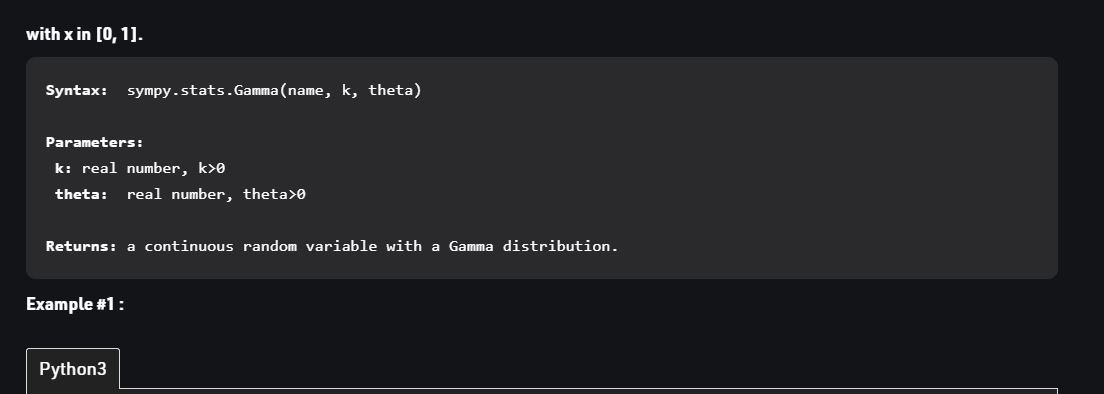 with x in [0, 1].
Syntax:  sympy.stats.Gamma(name, k, theta)
Parameters:
k: real number, k>0
theta:  real number, theta>0
Returns: a continuous random variable with a Gamma distribution.
Example #1 :
Python3